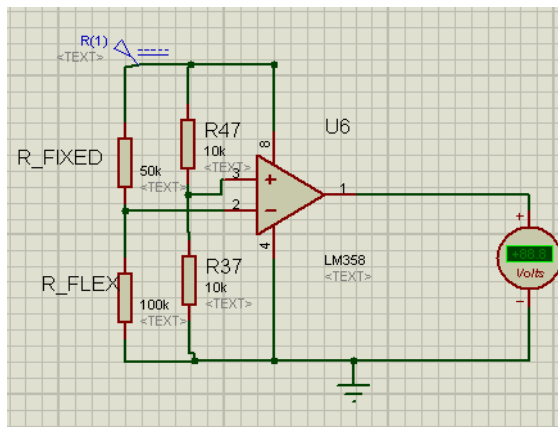 R(1)
<TEXT>
R47
10k
<TEXT>
U6
R_FIXED
50k
<TEXT>
8
3
2
1
4
+
−
LM358
<TEXT>
R_FLEX
100k
<TEXT>
R37
10k
<TEXT>
+
+88.8
Volts
−